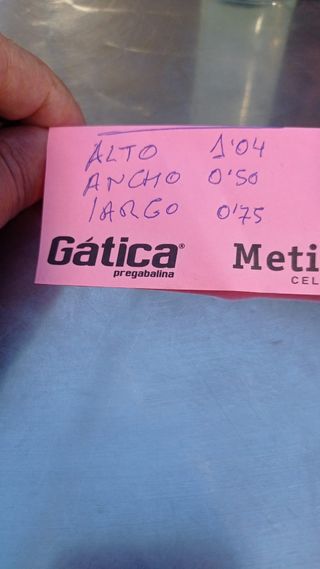 ALTO 1'04
ANCHO 0'50
lARGO 0'75
Gática®
pregabalina
Meti
CEL